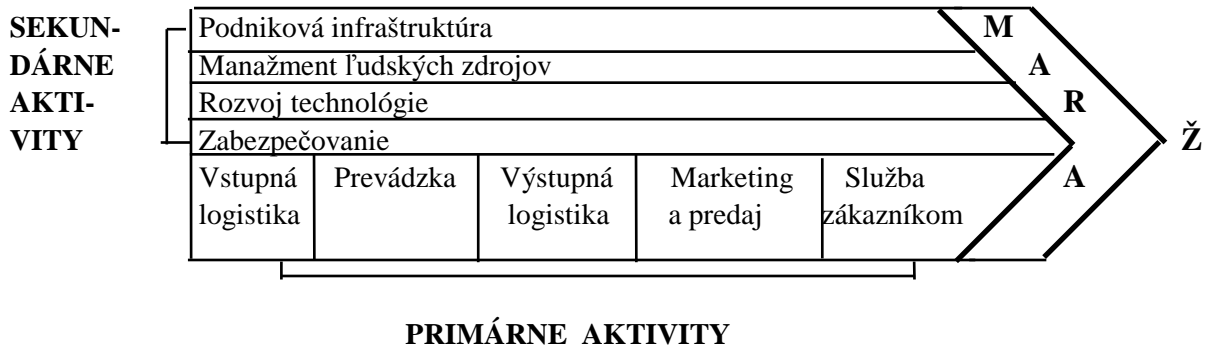 SEKUN-
DÁRNE
AKTI-
VITY
Podniková infraštruktúra
Manažment ľudských zdrojov
Rozvoj technológie
Zabezpečovanie
Vstupná
logistika
Prevádzka
Výstupná
logistika
Marketing
a predaj
Služba
zákazníkom
M
A
R
Ž
A
PRIMÁRNE AKTIVITY